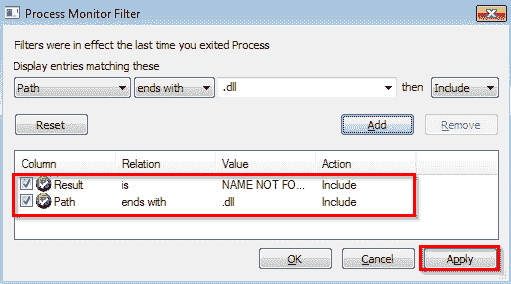 Process Monitor Filter
Filters were in effect the last time you exited Process
Display entries matching these
Path ends with .dll then Include
Reset Add Remove
Column Relation Value Action
Result is NAME NOT FO... Include
Path ends with .dll Include
OK Cancel Apply